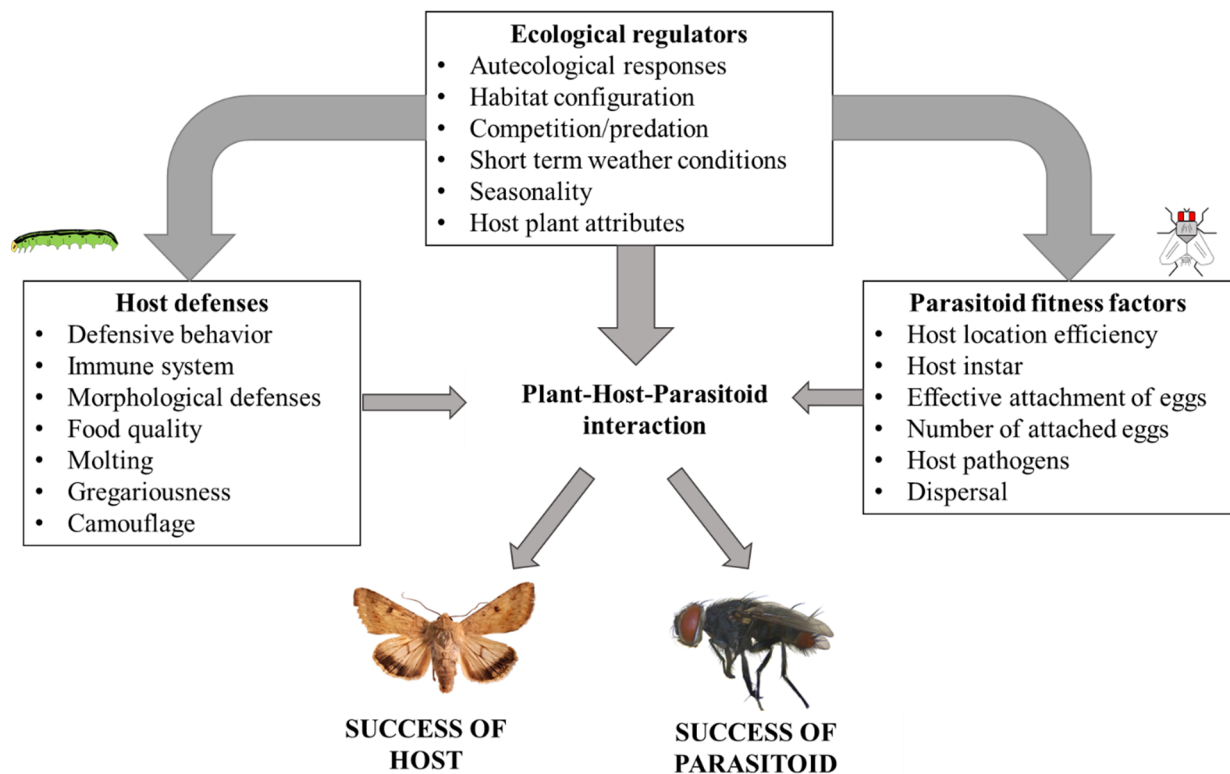 Ecological regulators
• Autecological responses
• Habitat configuration
• Competition/predation
• Short term weather conditions
• Seasonality
• Host plant attributes
Host defenses
• Defensive behavior
• Immune system
• Morphological defenses
• Food quality
• Molting
• Gregariousness
• Camouflage
Plant-Host-Parasitoid
interaction
Parasitoid fitness factors
• Host location efficiency
• Host instar
• Effective attachment of eggs
• Number of attached eggs
• Host pathogens
• Dispersal
SUCCESS OF
HOST
SUCCESS OF
PARASITOID